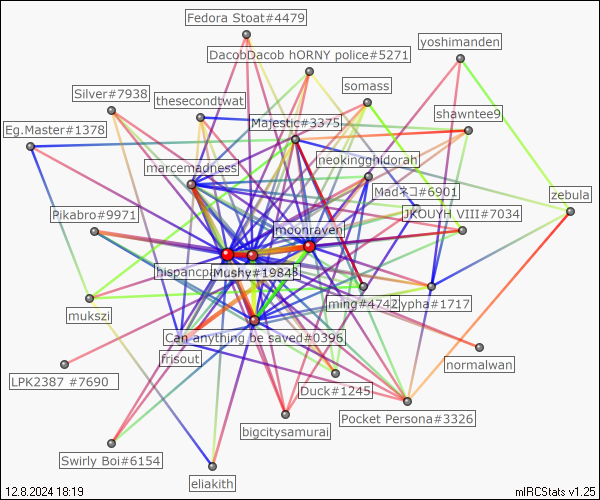 Fedora Stoat#4479
yoshimanden
DacobDacob hORNY police#5271
Silver#7938
somass
thesecondtwat
shawntee9
Majestic#3375
Eg.Master#1378
neokingghidorah
marcemadness
Madネコ#6901
zebula
Pikabro#9971
JKOUYH VIII#7034
moonraven
hispancpa
Mushy#1984
ming#4742
ypha#1717
mukszi
Can anything be saved#0396
frisout
normalwan
LPK2387 #7690
Duck#1245
Pocket Persona#3326
bigcitysamurai
Swirly Boi#6154
eliakith
12.8.2024 18:19
mIRCStats v1.25